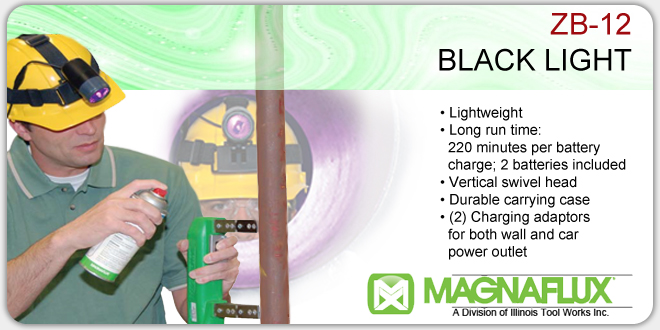 ZB-12
BLACK LIGHT
• Lightweight
• Long run time:
220 minutes per battery
charge; 2 batteries included
• Vertical swivel head
• Durable carrying case
• (2) Charging adaptors
for both wall and car
power outlet
MAGNAFLUX®
A Division of Illinois Tool Works Inc.